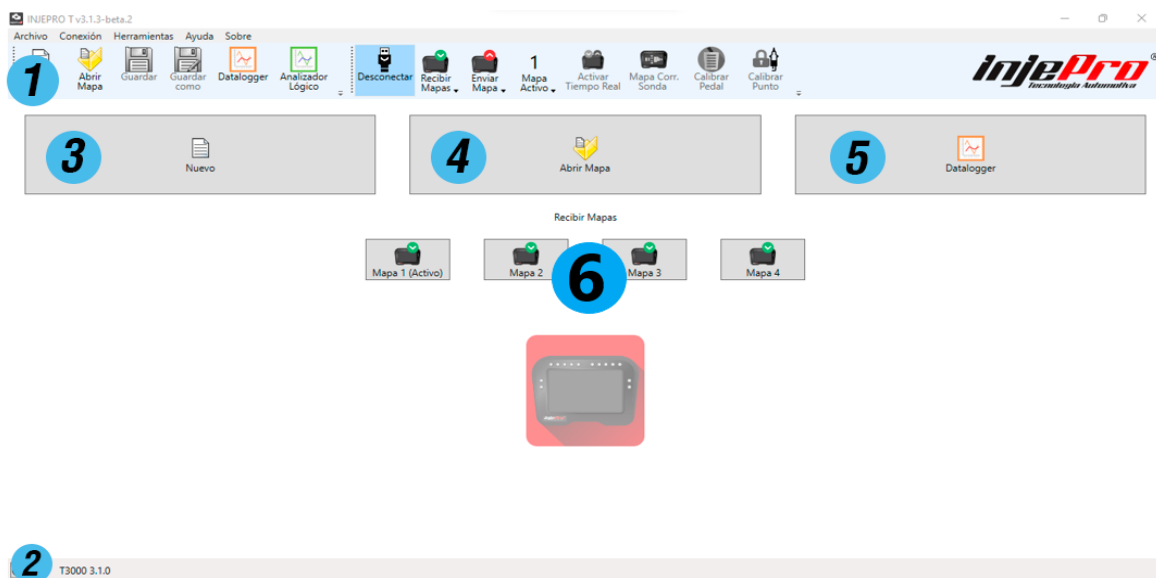 INJEPRO T v3.1.3-beta.2
Archivo Conexión Herramientas Ayuda Sobre
1
Abrir Mapa
Guardar
Guardar como
Datalogger
Analizador Lógico
Desconectar
Recibir Mapas
Enviar Mapa
1
Mapa Activo
Activar Tiempo Real
Mapa Corr. Sonda
Calibrar Pedal
Calibrar Punto
injePro®
Tecnología Automotiva
3
Nuevo
4
Abrir Mapa
5
Datalogger
Recibir Mapas
Mapa 1 (Activo)
Mapa 2
6
Mapa 3
Mapa 4
2
T3000 3.1.0